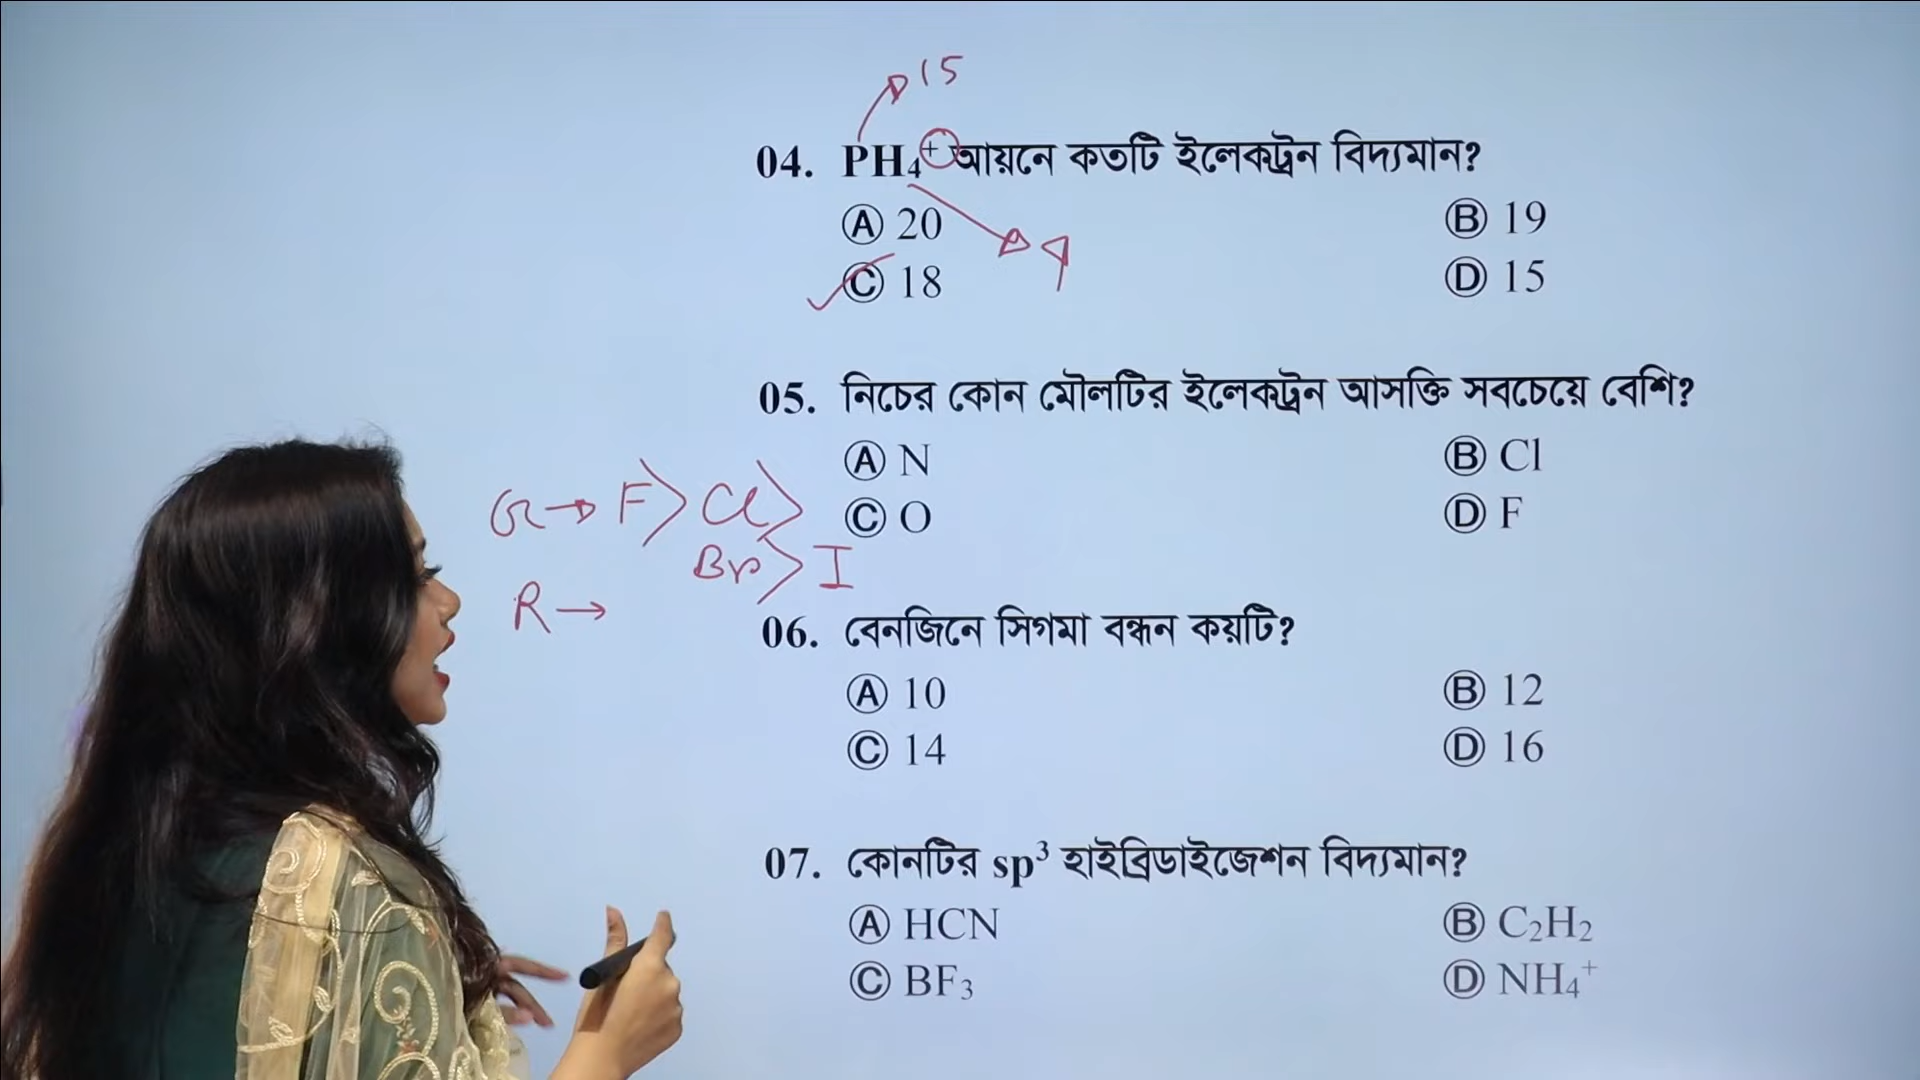 15
04. PH₄⁺ আয়নে কতটি ইলেকট্রন বিদ্যমান?
Ⓐ 20 Ⓑ 19
4
Ⓒ 18 Ⓓ 15
05. নিচের কোন মৌলটির ইলেকট্রন আসক্তি সবচেয়ে বেশি?
Ⓐ N Ⓑ Cl
G → F > Cl >
Ⓒ O Ⓓ F
Br > I
R →
06. বেনজিনে সিগমা বন্ধন কয়টি?
Ⓐ 10 Ⓑ 12
Ⓒ 14 Ⓓ 16
07. কোনটির sp³ হাইব্রিডাইজেশন বিদ্যমান?
Ⓐ HCN Ⓑ C₂H₂
Ⓒ BF₃ Ⓓ NH₄⁺